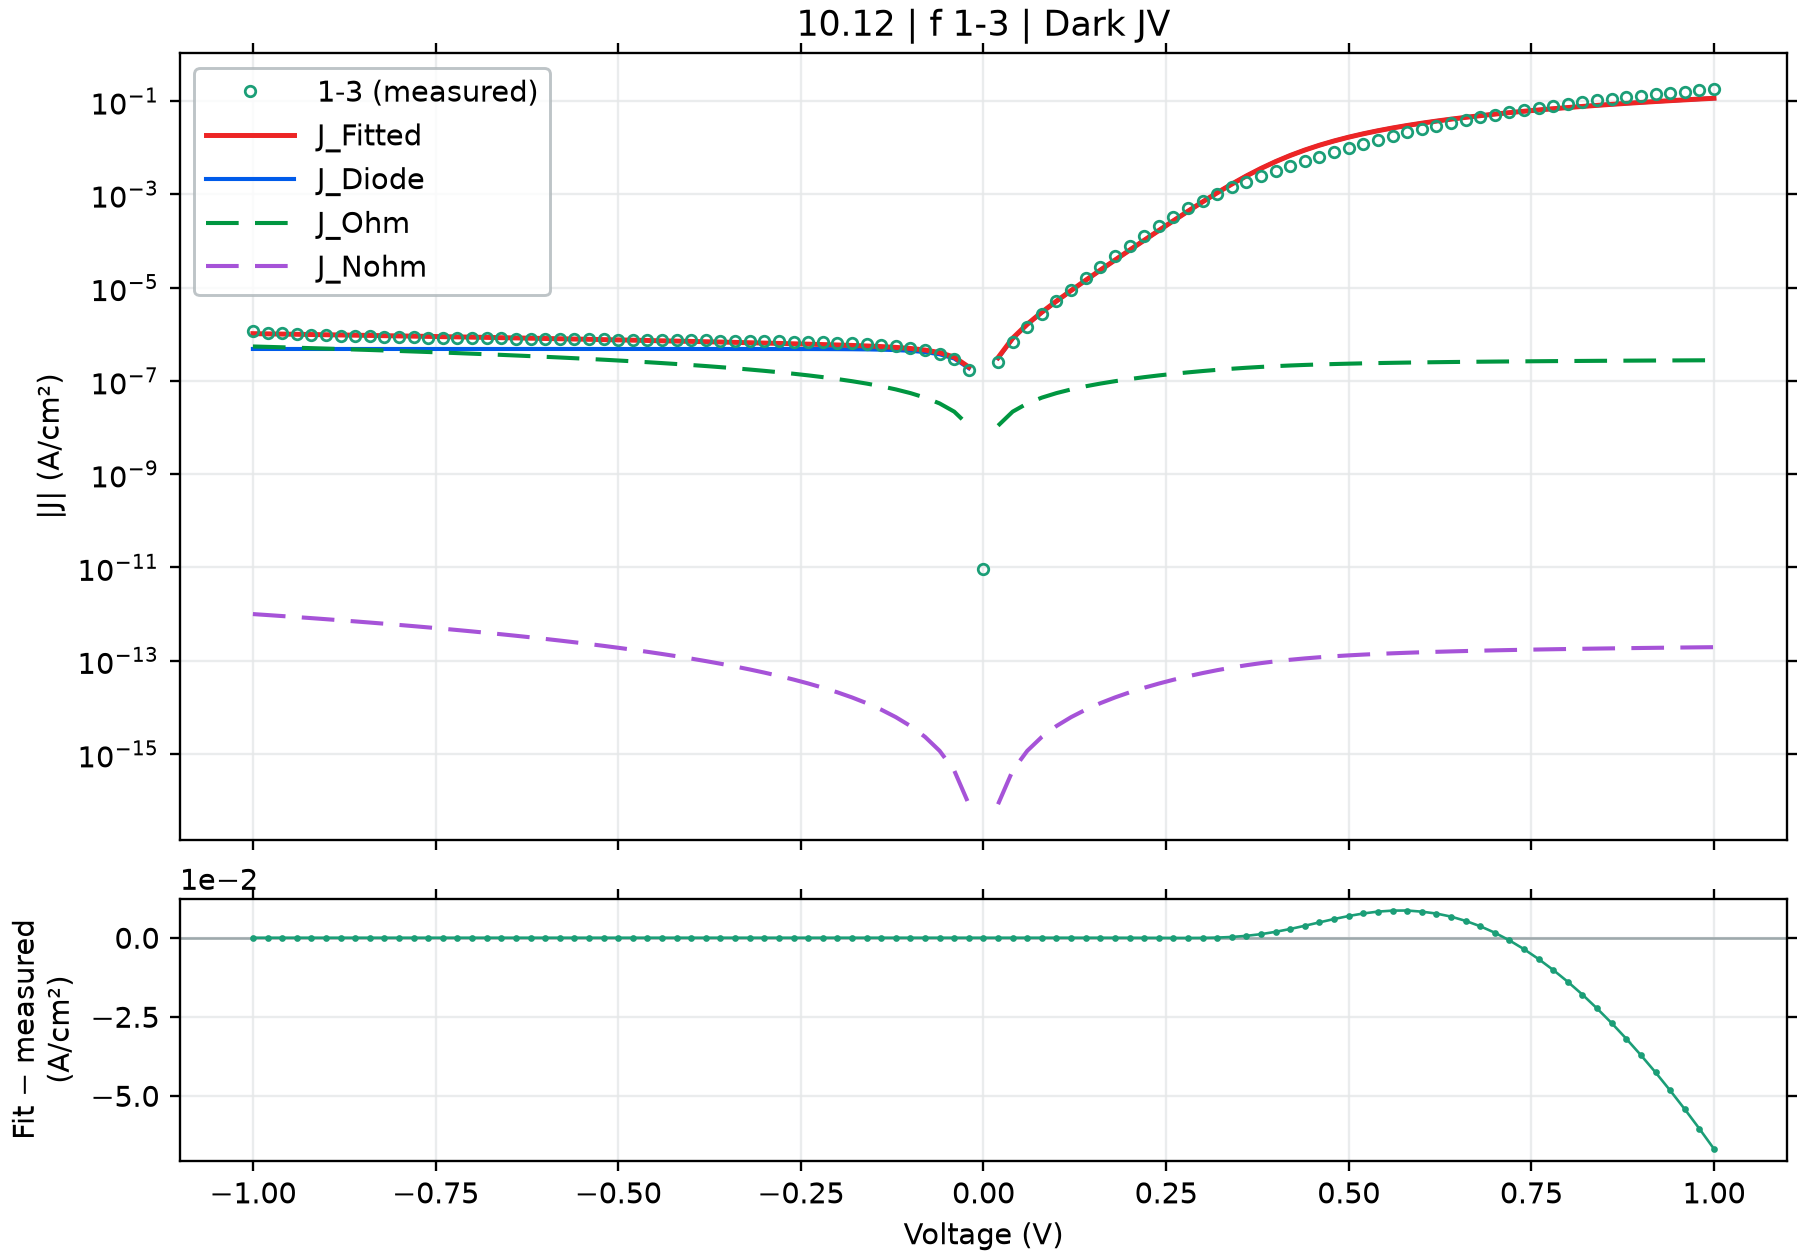 10.12 | f 1-3 | Dark JV
1-3 (measured)
J_Fitted
J_Diode
J_Ohm
J_Nohm
10⁻¹
10⁻³
10⁻⁵
10⁻⁷
10⁻⁹
10⁻¹¹
10⁻¹³
10⁻¹⁵
|J| (A/cm²)
1e−2
0.0
−2.5
−5.0
Fit − measured
(A/cm²)
−1.00 −0.75 −0.50 −0.25 0.00 0.25 0.50 0.75 1.00
Voltage (V)